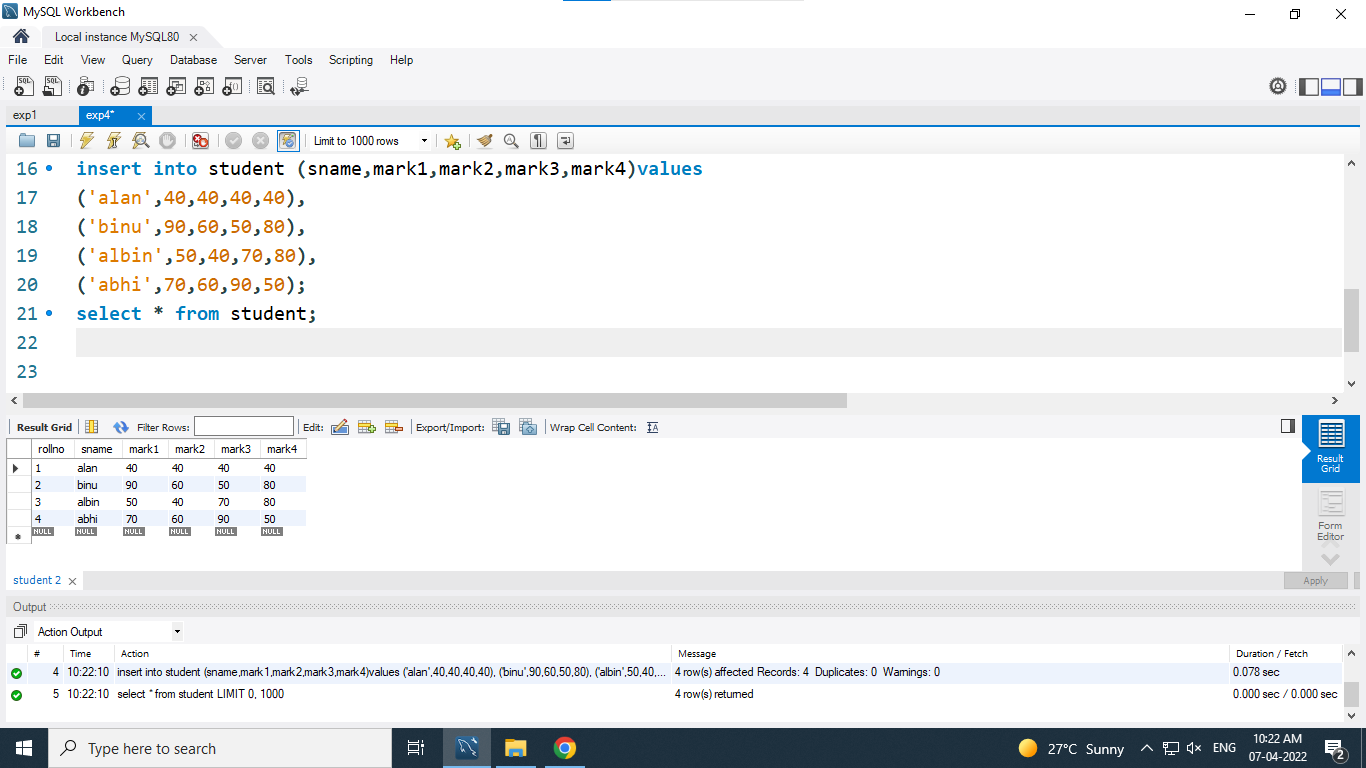 MySQL Workbench
Local instance MySQL80
File Edit View Query Database Server Tools Scripting Help
exp1 exp4*
Limit to 1000 rows
16 insert into student (sname,mark1,mark2,mark3,mark4)values
17 ('alan',40,40,40,40),
18 ('binu',90,60,50,80),
19 ('albin',50,40,70,80),
20 ('abhi',70,60,90,50);
21 select * from student;
22
23
Result Grid Filter Rows: Edit: Export/Import: Wrap Cell Content:
rollno sname mark1 mark2 mark3 mark4
1 alan 40 40 40 40
2 binu 90 60 50 80
3 albin 50 40 70 80
4 abhi 70 60 90 50
NULL NULL NULL NULL NULL NULL
Result
Grid
Form
Editor
student 2 Apply
Output
Action Output
# Time Action Message Duration / Fetch
4 10:22:10 insert into student (sname,mark1,mark2,mark3,mark4)values ('alan',40,40,40,40), ('binu',90,60,50,80), ('albin',50,40,... 4 row(s) affected Records: 4 Duplicates: 0 Warnings: 0 0.078 sec
5 10:22:10 select * from student LIMIT 0, 1000 4 row(s) returned 0.000 sec / 0.000 sec
Type here to search 27°C Sunny ENG 10:22 AM
07-04-2022 2